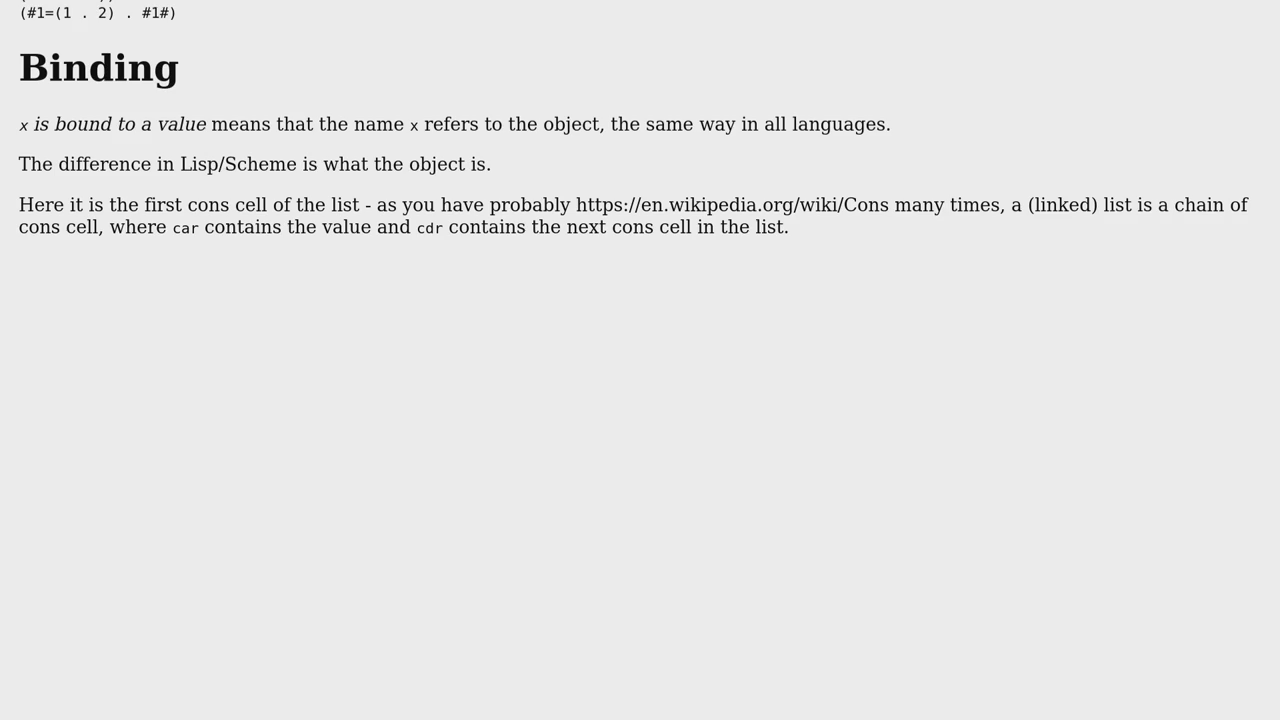 (#1=(1 . 2) . #1#)
Binding
x is bound to a value means that the name x refers to the object, the same way in all languages.
The difference in Lisp/Scheme is what the object is.
Here it is the first cons cell of the list - as you have probably https://en.wikipedia.org/wiki/Cons many times, a (linked) list is a chain of
cons cell, where car contains the value and cdr contains the next cons cell in the list.